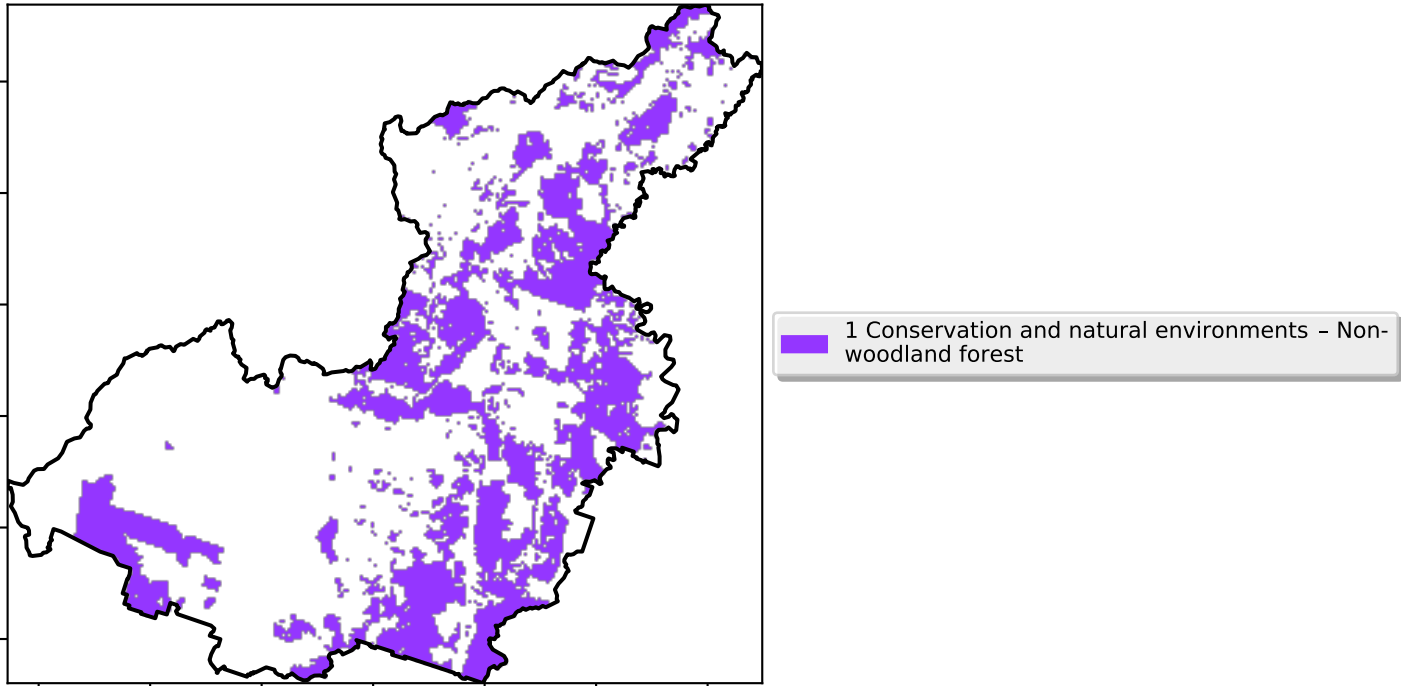 1 Conservation and natural environments – Non-
woodland forest